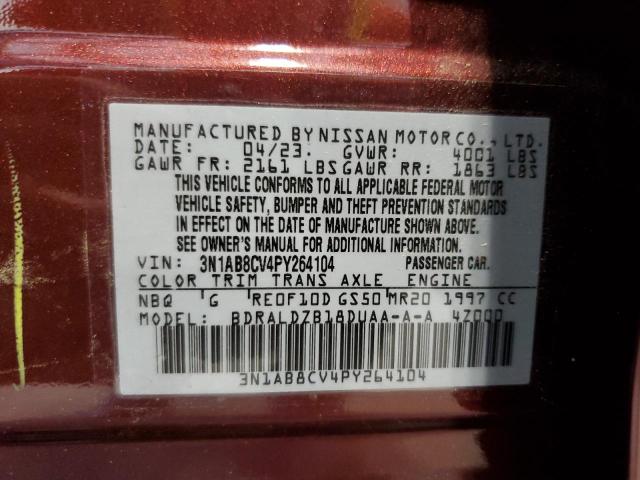 MANUFACTURED BY NISSAN MOTOR CO., LTD.
DATE: 04/23. GVWR: 4001 LBS
GAWR FR: 2161 LBS GAWR RR: 1863 LBS
THIS VEHICLE CONFORMS TO ALL APPLICABLE FEDERAL MOTOR
VEHICLE SAFETY, BUMPER AND THEFT PREVENTION STANDARDS
IN EFFECT ON THE DATE OF MANUFACTURE SHOWN ABOVE.
SEE OWNER'S MANUAL FOR ADDITIONAL INFORMATION.
VIN: 3N1AB8CV4PY264104 PASSENGER CAR.
COLOR TRIM TRANS AXLE ENGINE
NBQ G RE0F10D GS50 MR20 1997 CC
MODEL: BDRALDZB18DUAA-A-A 4Z000
3N1AB8CV4PY264104